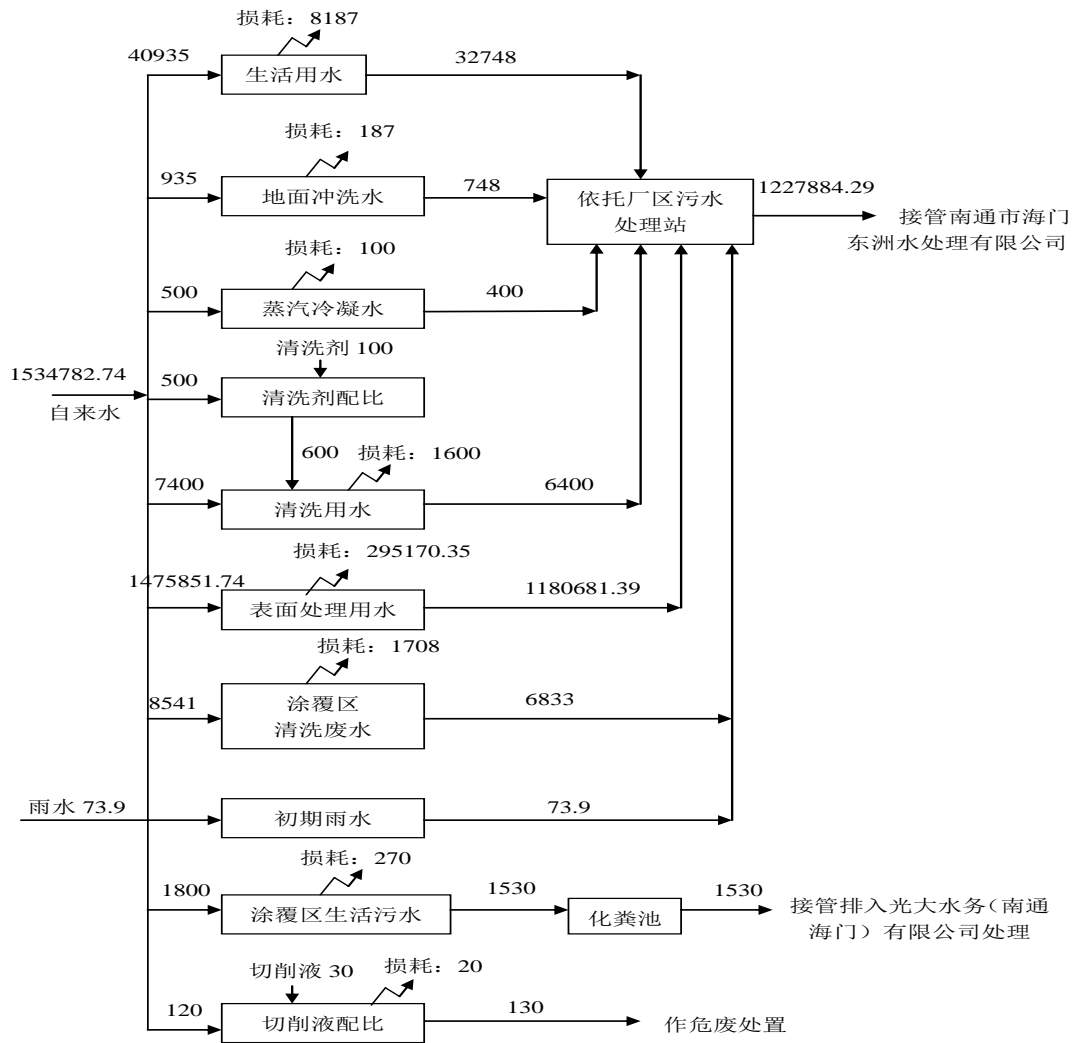 损耗：8187
40935
生活用水
32748
损耗：187
935
地面冲洗水
748
依托厂区污水
处理站
1227884.29
接管南通市海门
东洲水处理有限公司
损耗：100
500
蒸汽冷凝水
400
清洗剂 100
1534782.74
自来水
500
清洗剂配比
600
损耗：1600
7400
清洗用水
6400
损耗：295170.35
1475851.74
表面处理用水
1180681.39
损耗：1708
8541
涂覆区
清洗废水
6833
雨水 73.9
初期雨水
73.9
损耗：270
1800
涂覆区生活污水
1530
化粪池
1530
接管排入光大水务（南通
海门）有限公司处理
切削液 30
损耗：20
120
切削液配比
130
作危废处置